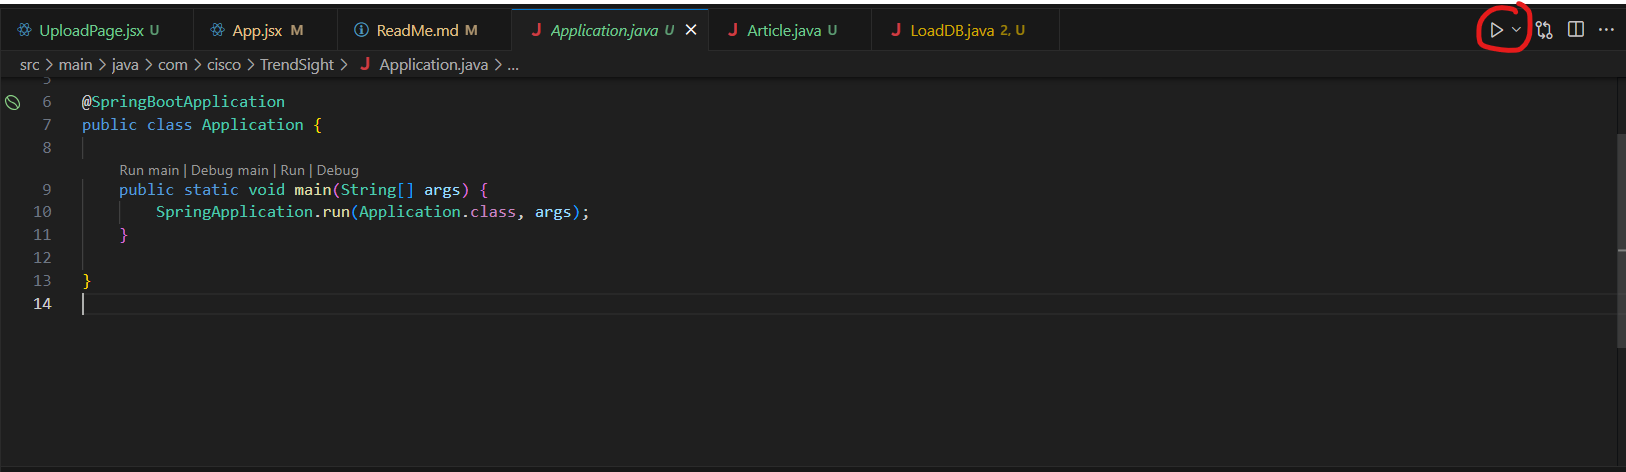 UploadPage.jsx U App.jsx M ReadMe.md M Application.java U Article.java U LoadDB.java 2, U
src > main > java > com > cisco > TrendSight > Application.java > ...
5
6 @SpringBootApplication
7 public class Application {
8
Run main | Debug main | Run | Debug
9 public static void main(String[] args) {
10 SpringApplication.run(Application.class, args);
11 }
12
13 }
14